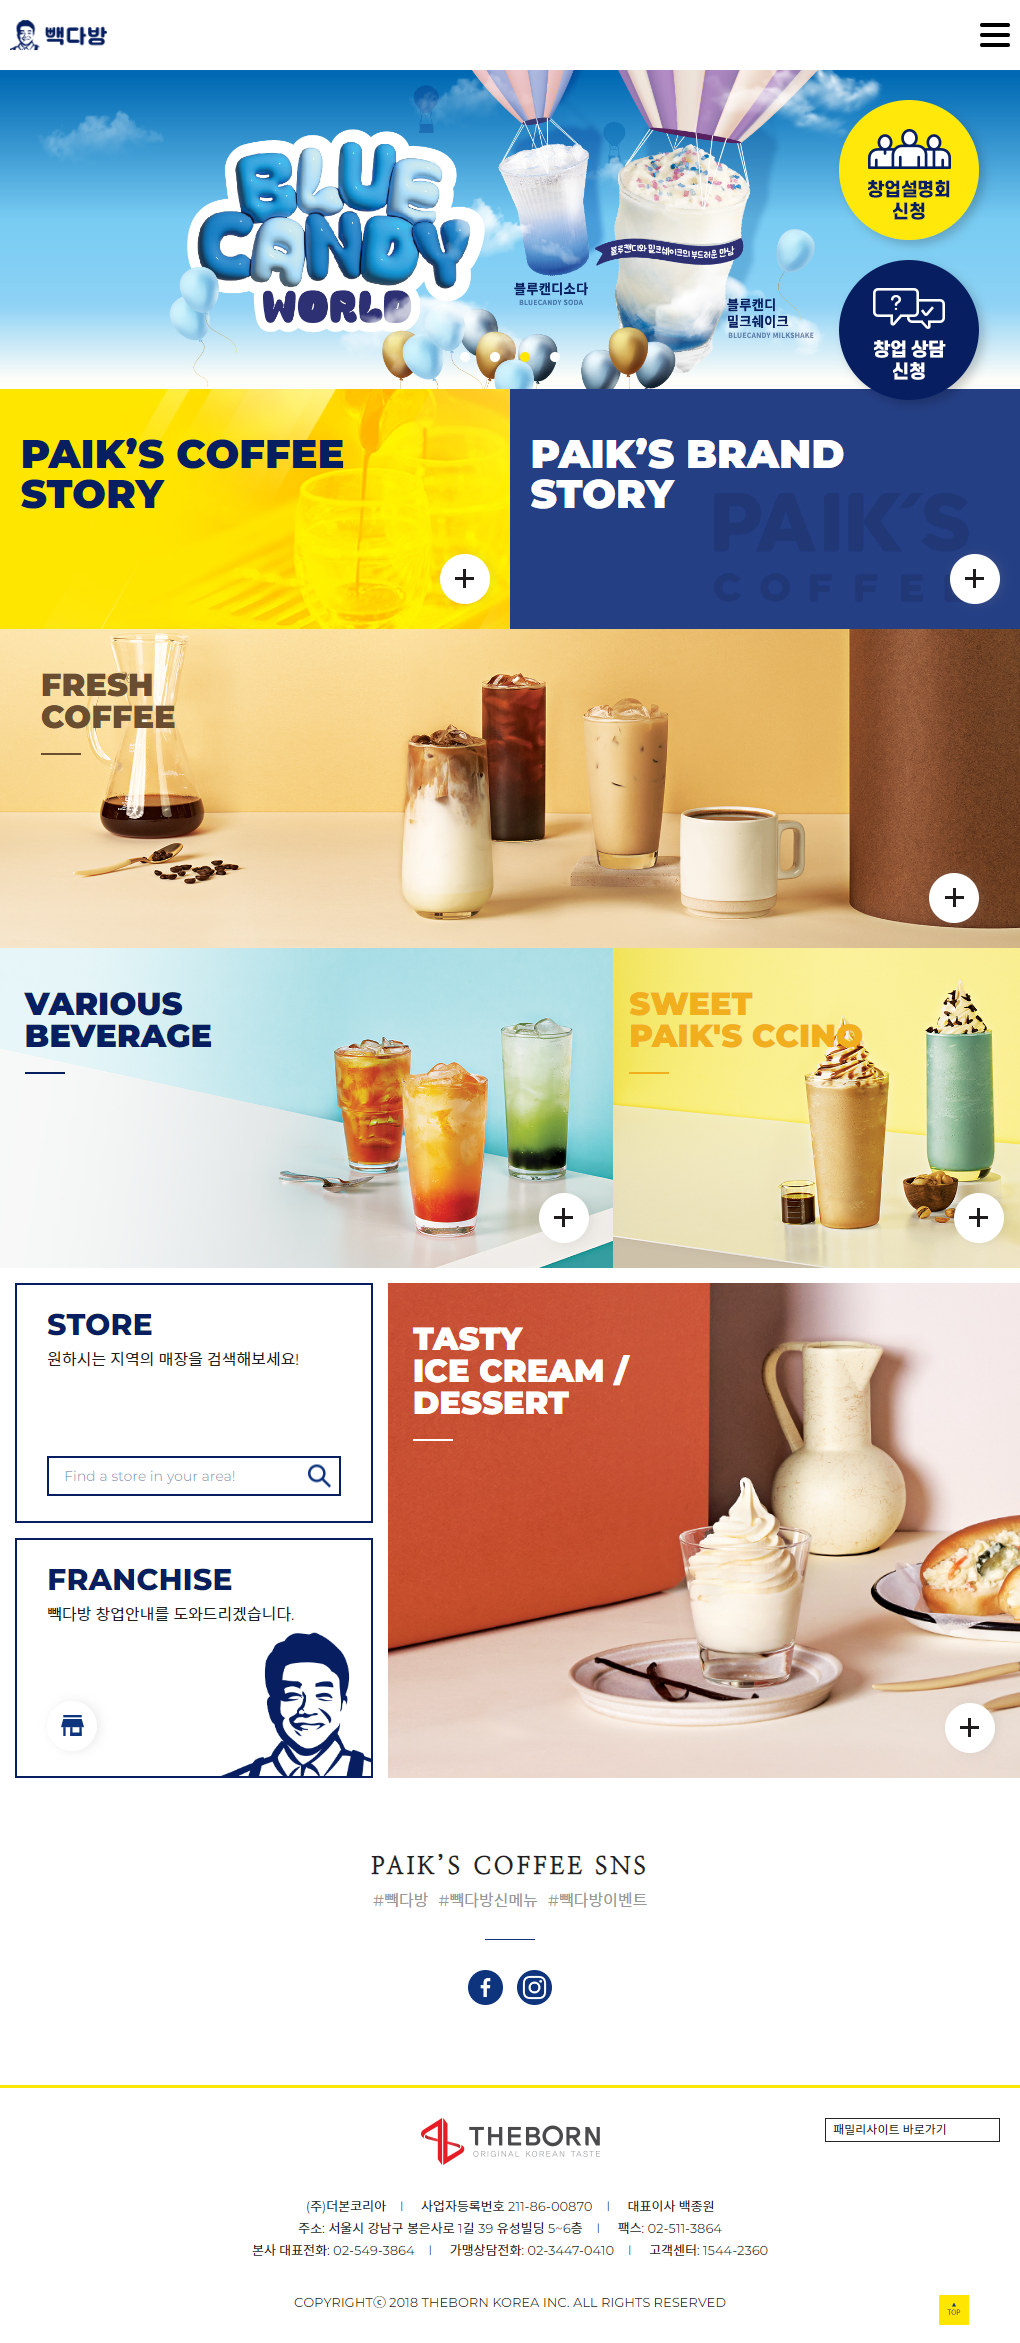 빽다방
BLUE
CANDY
WORLD
블루캔디와 밀크쉐이크의 부드러운 만남
블루캔디소다
BLUECANDY SODA
블루캔디
밀크쉐이크
BLUECANDY MILKSHAKE
창업설명회
신청
창업 상담
신청
PAIK’S COFFEE
STORY
PAIK’S BRAND
STORY
PAIK’S
COFFEE
FRESH
COFFEE
VARIOUS
BEVERAGE
SWEET
PAIK'S CCINO
STORE
원하시는 지역의 매장을 검색해보세요!
Find a store in your area!
FRANCHISE
빽다방 창업안내를 도와드리겠습니다.
TASTY
ICE CREAM /
DESSERT
PAIK’S COFFEE SNS
#빽다방 #빽다방신메뉴 #빽다방이벤트
THEBORN
ORIGINAL KOREAN TASTE
패밀리사이트 바로가기
(주)더본코리아 | 사업자등록번호 211-86-00870 | 대표이사 백종원
주소: 서울시 강남구 봉은사로 1길 39 유성빌딩 5~6층 | 팩스: 02-511-3864
본사 대표전화: 02-549-3864 | 가맹상담전화: 02-3447-0410 | 고객센터: 1544-2360
COPYRIGHTⓒ 2018 THEBORN KOREA INC. ALL RIGHTS RESERVED
▲
TOP